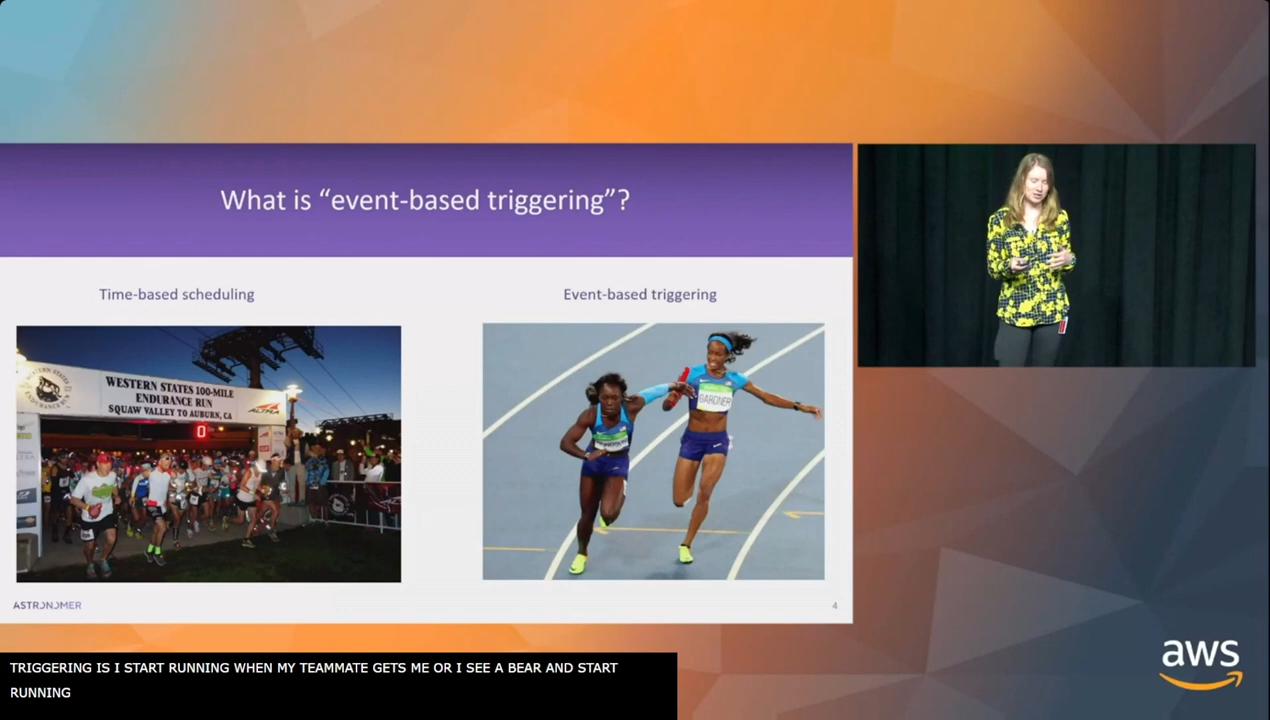 What is “event-based triggering”?
Time-based scheduling
Event-based triggering
WESTERN STATES 100-MILE
ENDURANCE RUN
SQUAW VALLEY TO AUBURN, CA
ALTRA
0
GARDNER
ASTRONOMER
4
aws
TRIGGERING IS I START RUNNING WHEN MY TEAMMATE GETS ME OR I SEE A BEAR AND START
RUNNING